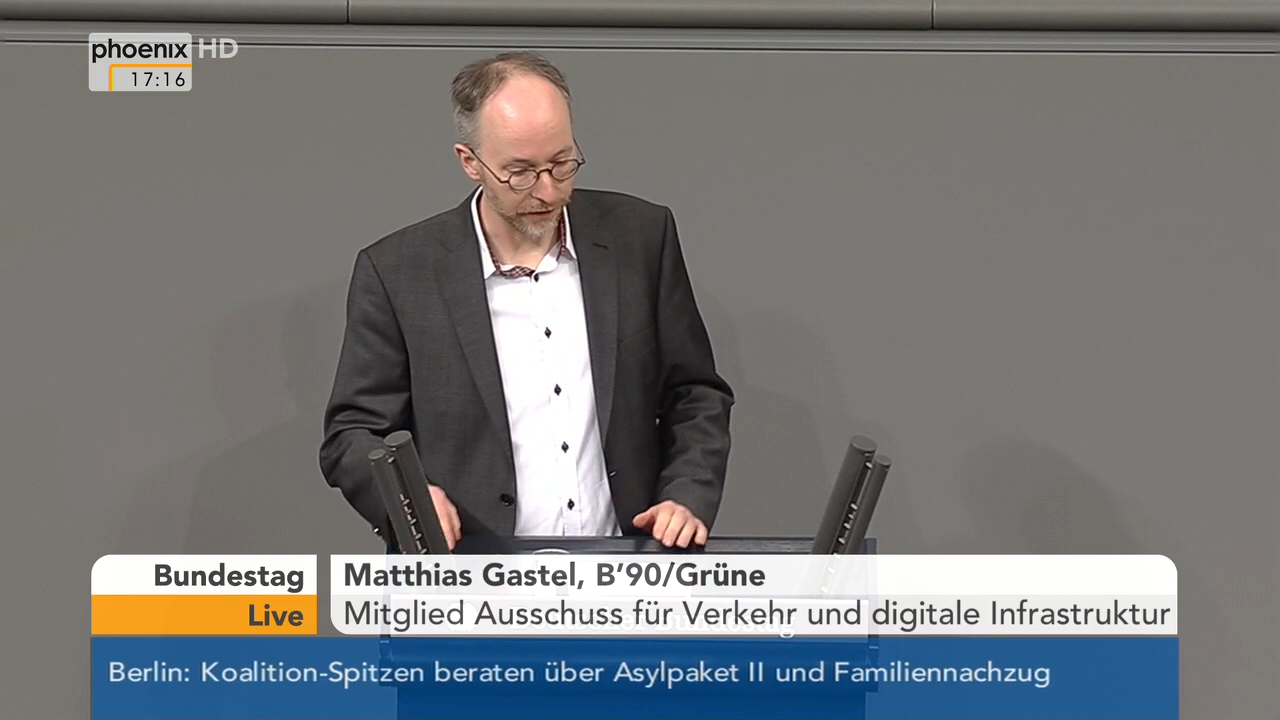 phoenix HD
17:16
Bundestag
Matthias Gastel, B'90/Grüne
Live
Mitglied Ausschuss für Verkehr und digitale Infrastruktur
Berlin: Koalition-Spitzen beraten über Asylpaket II und Familiennachzug